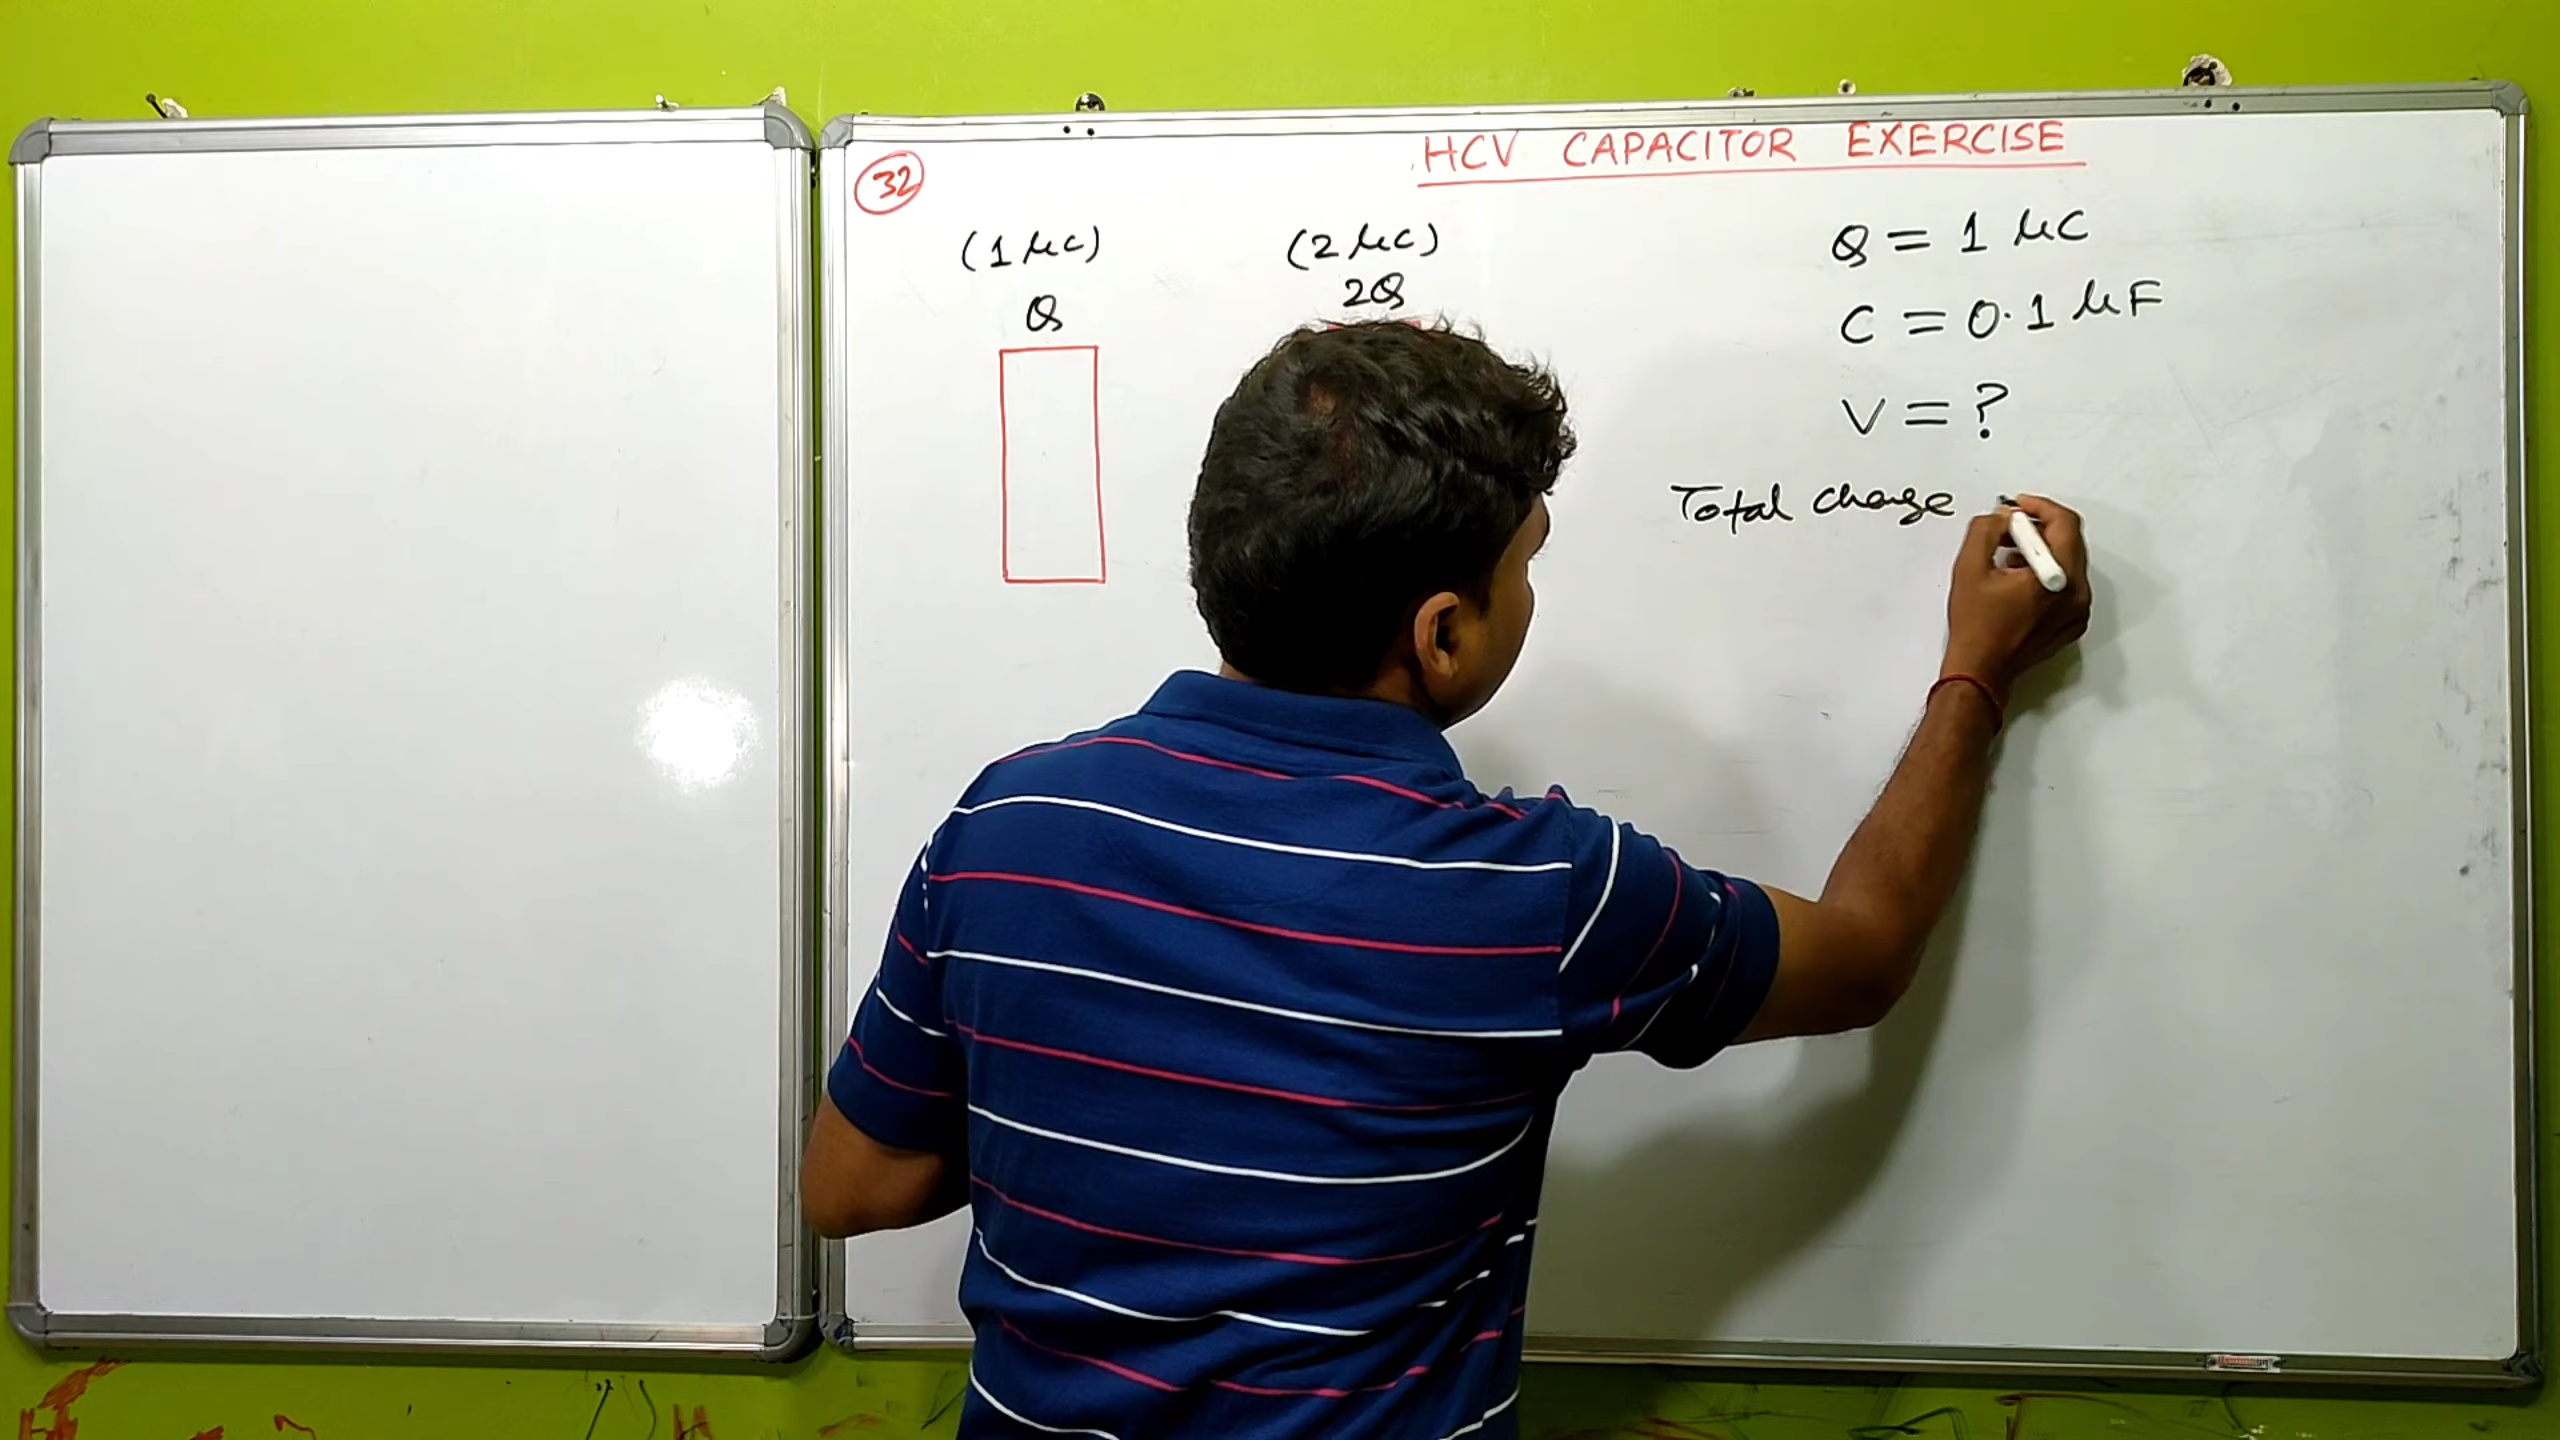 HCV CAPACITOR EXERCISE
32
(1 μC)
Q
(2 μC)
2Q
Q = 1 μC
C = 0.1 μF
V = ?
Total charge